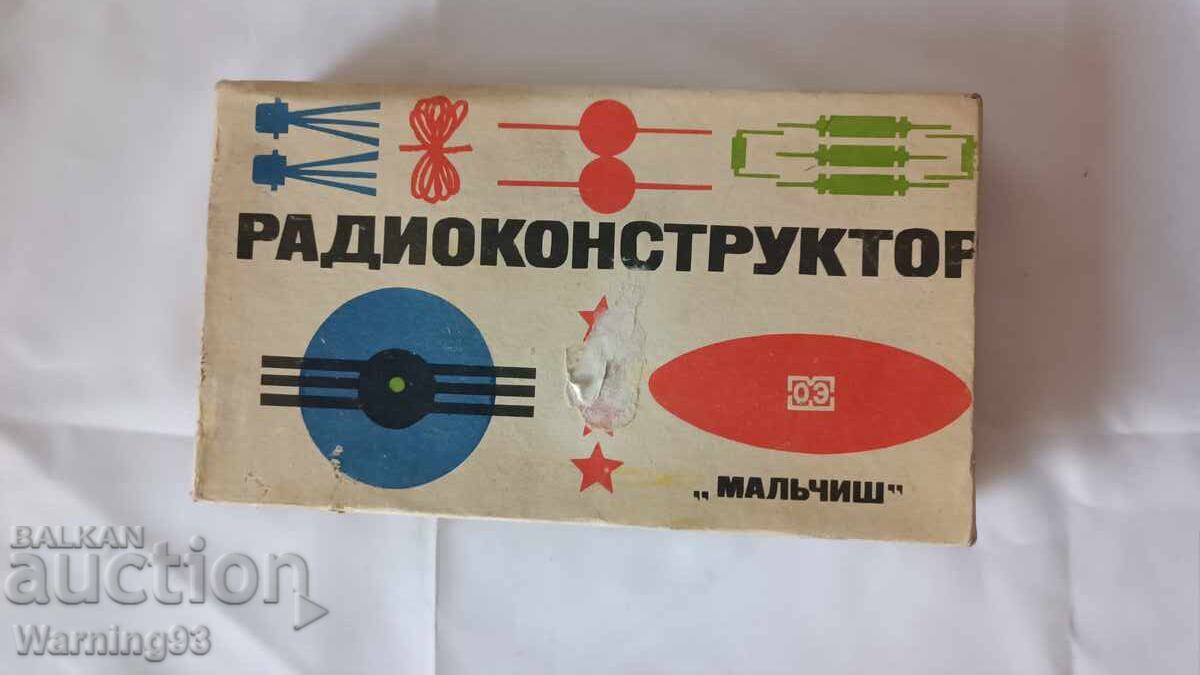 РАДИОКОНСТРУКТОР
ОЭ
„МАЛЬЧИШ"
BALKAN
auction
Warning93